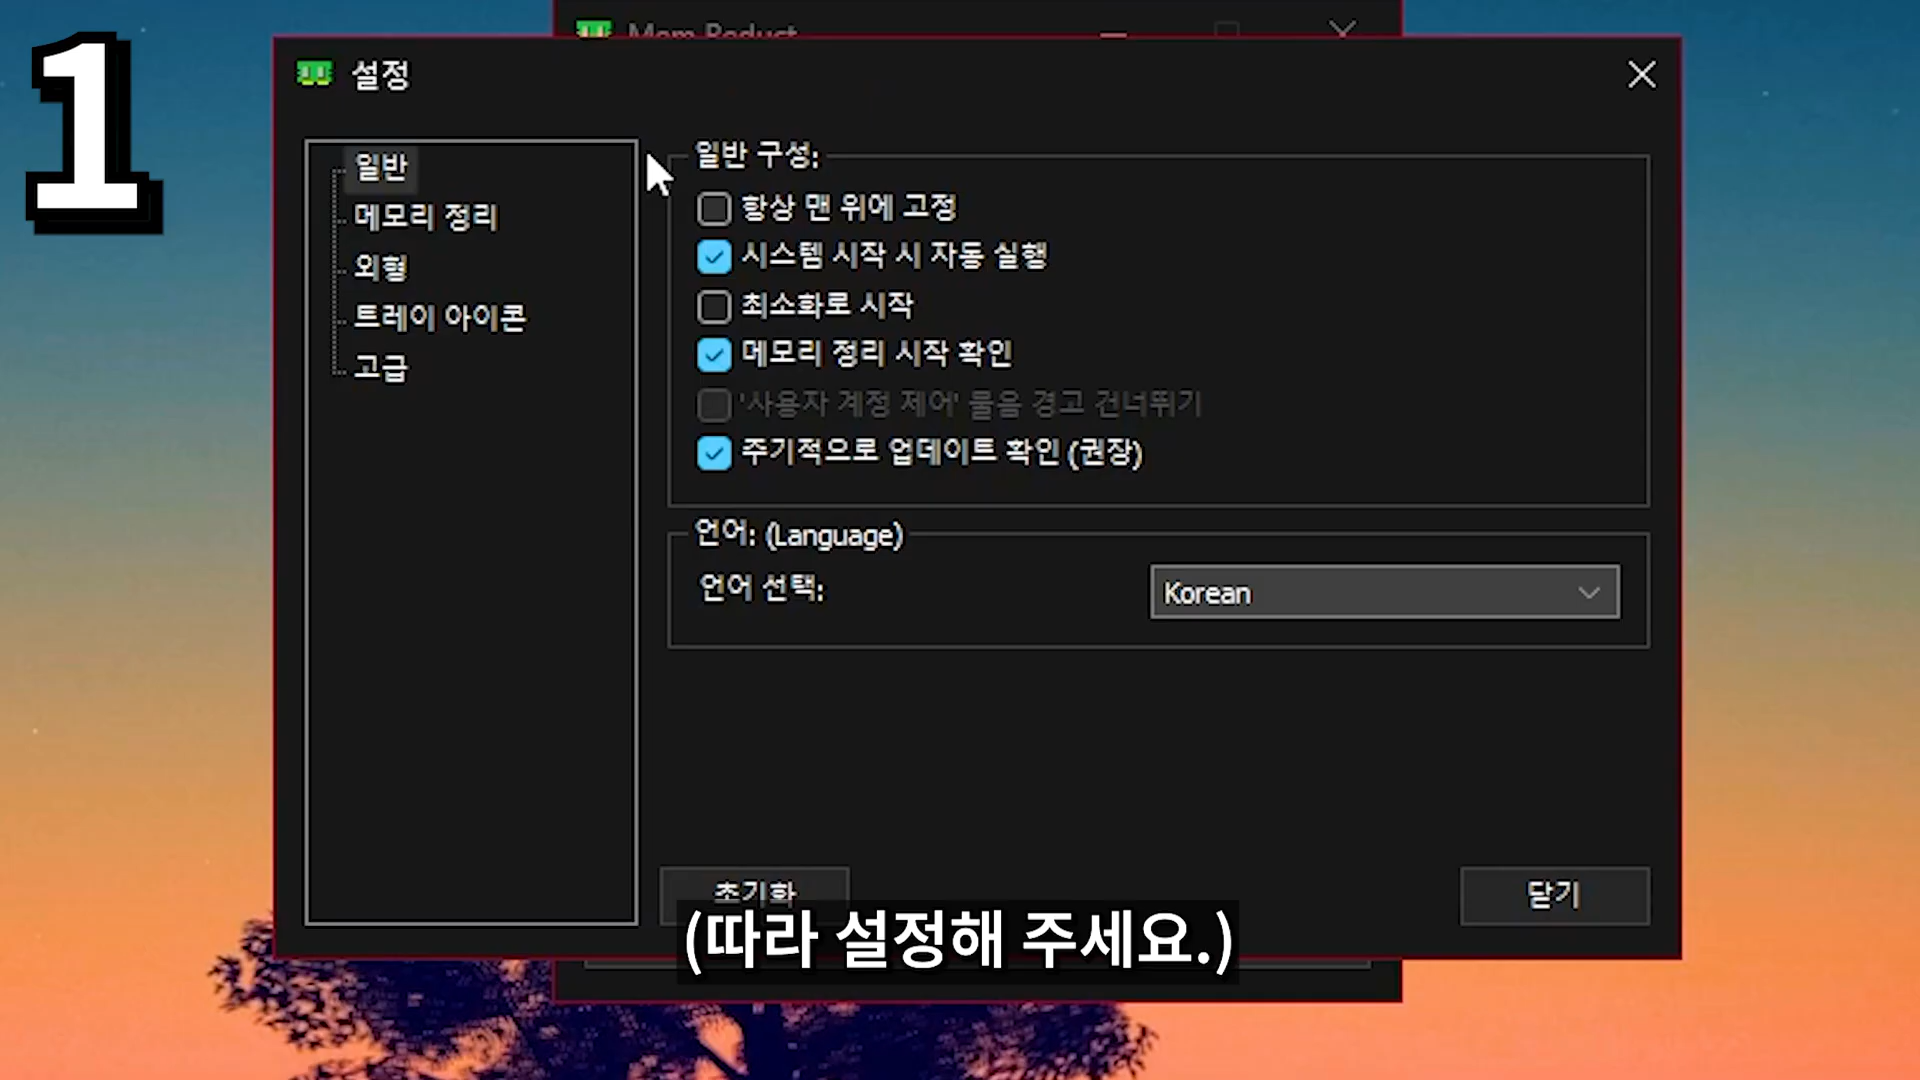 1
Mem Reduct
설정
일반
메모리 정리
외형
트레이 아이콘
고급
일반 구성:
항상 맨 위에 고정
시스템 시작 시 자동 실행
최소화로 시작
메모리 정리 시작 확인
'사용자 계정 제어' 물음 경고 건너뛰기
주기적으로 업데이트 확인 (권장)
언어: (Language)
언어 선택:
Korean
초기화
닫기
(따라 설정해 주세요.)